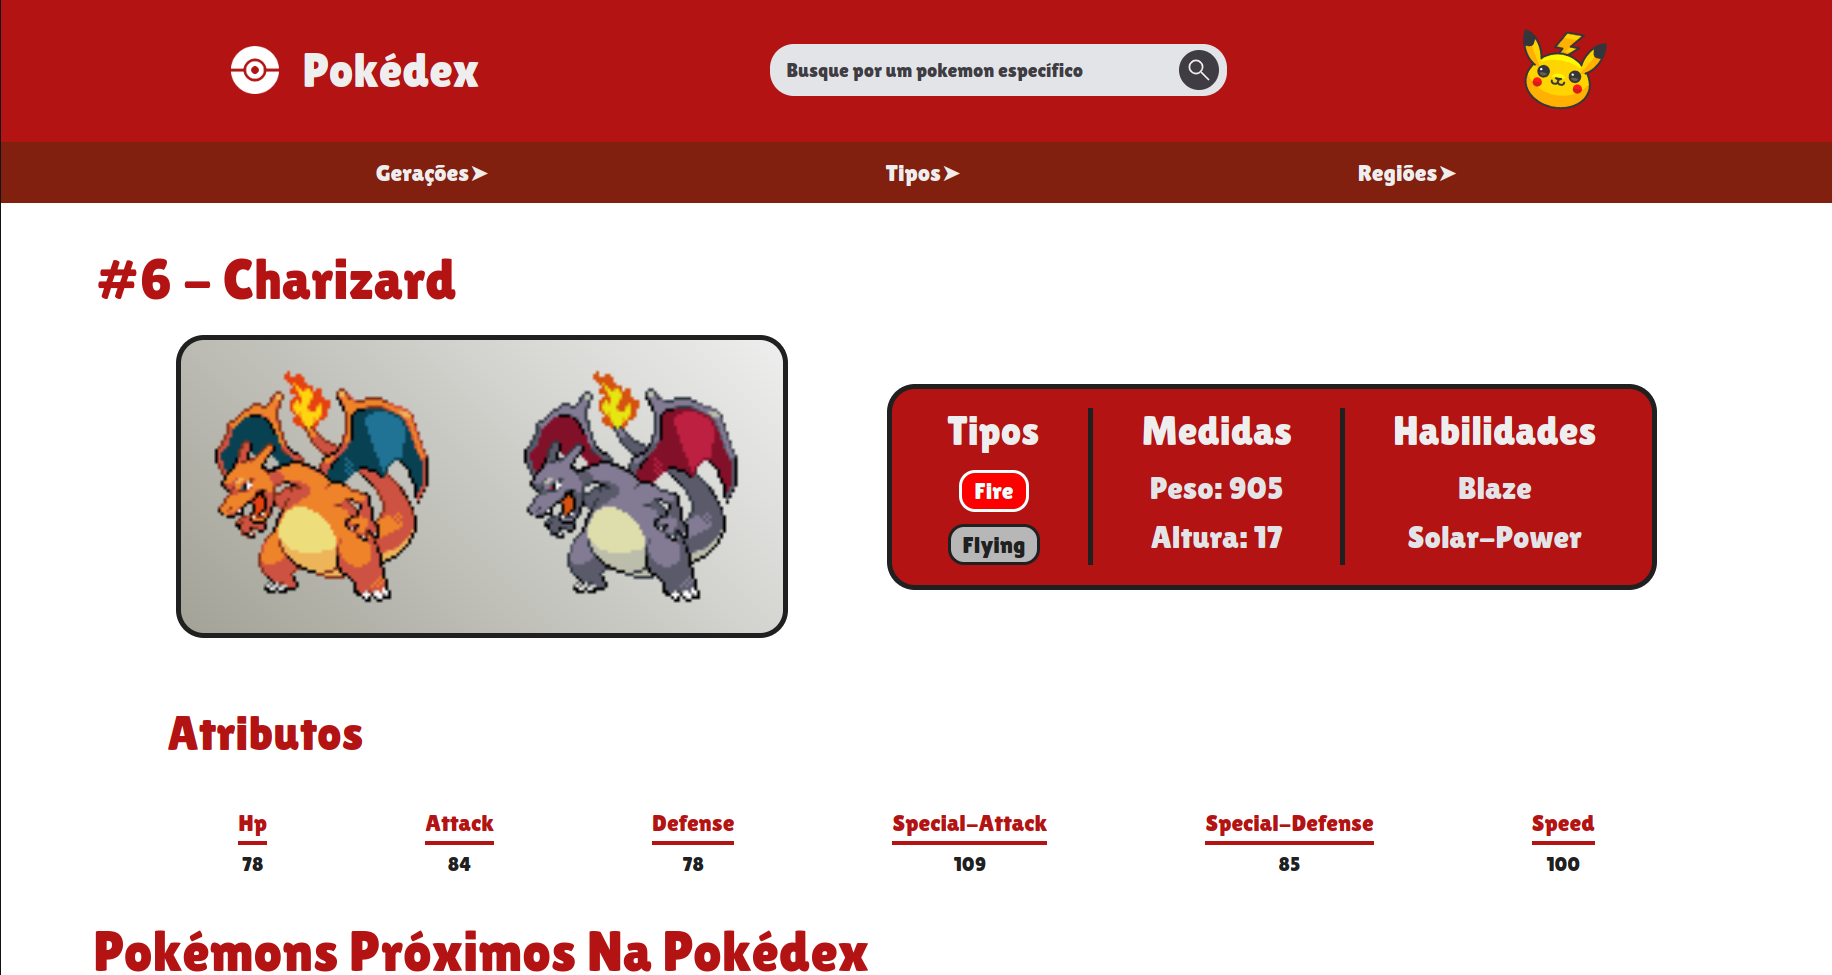 Pokédex
Busque por um pokemon específico
Gerações➤
Tipos➤
Regiões➤
#6 - Charizard
Tipos
Fire
Flying
Medidas
Peso: 905
Altura: 17
Habilidades
Blaze
Solar-Power
Atributos
Hp
78
Attack
84
Defense
78
Special-Attack
109
Special-Defense
85
Speed
100
Pokémons Próximos Na Pokédex